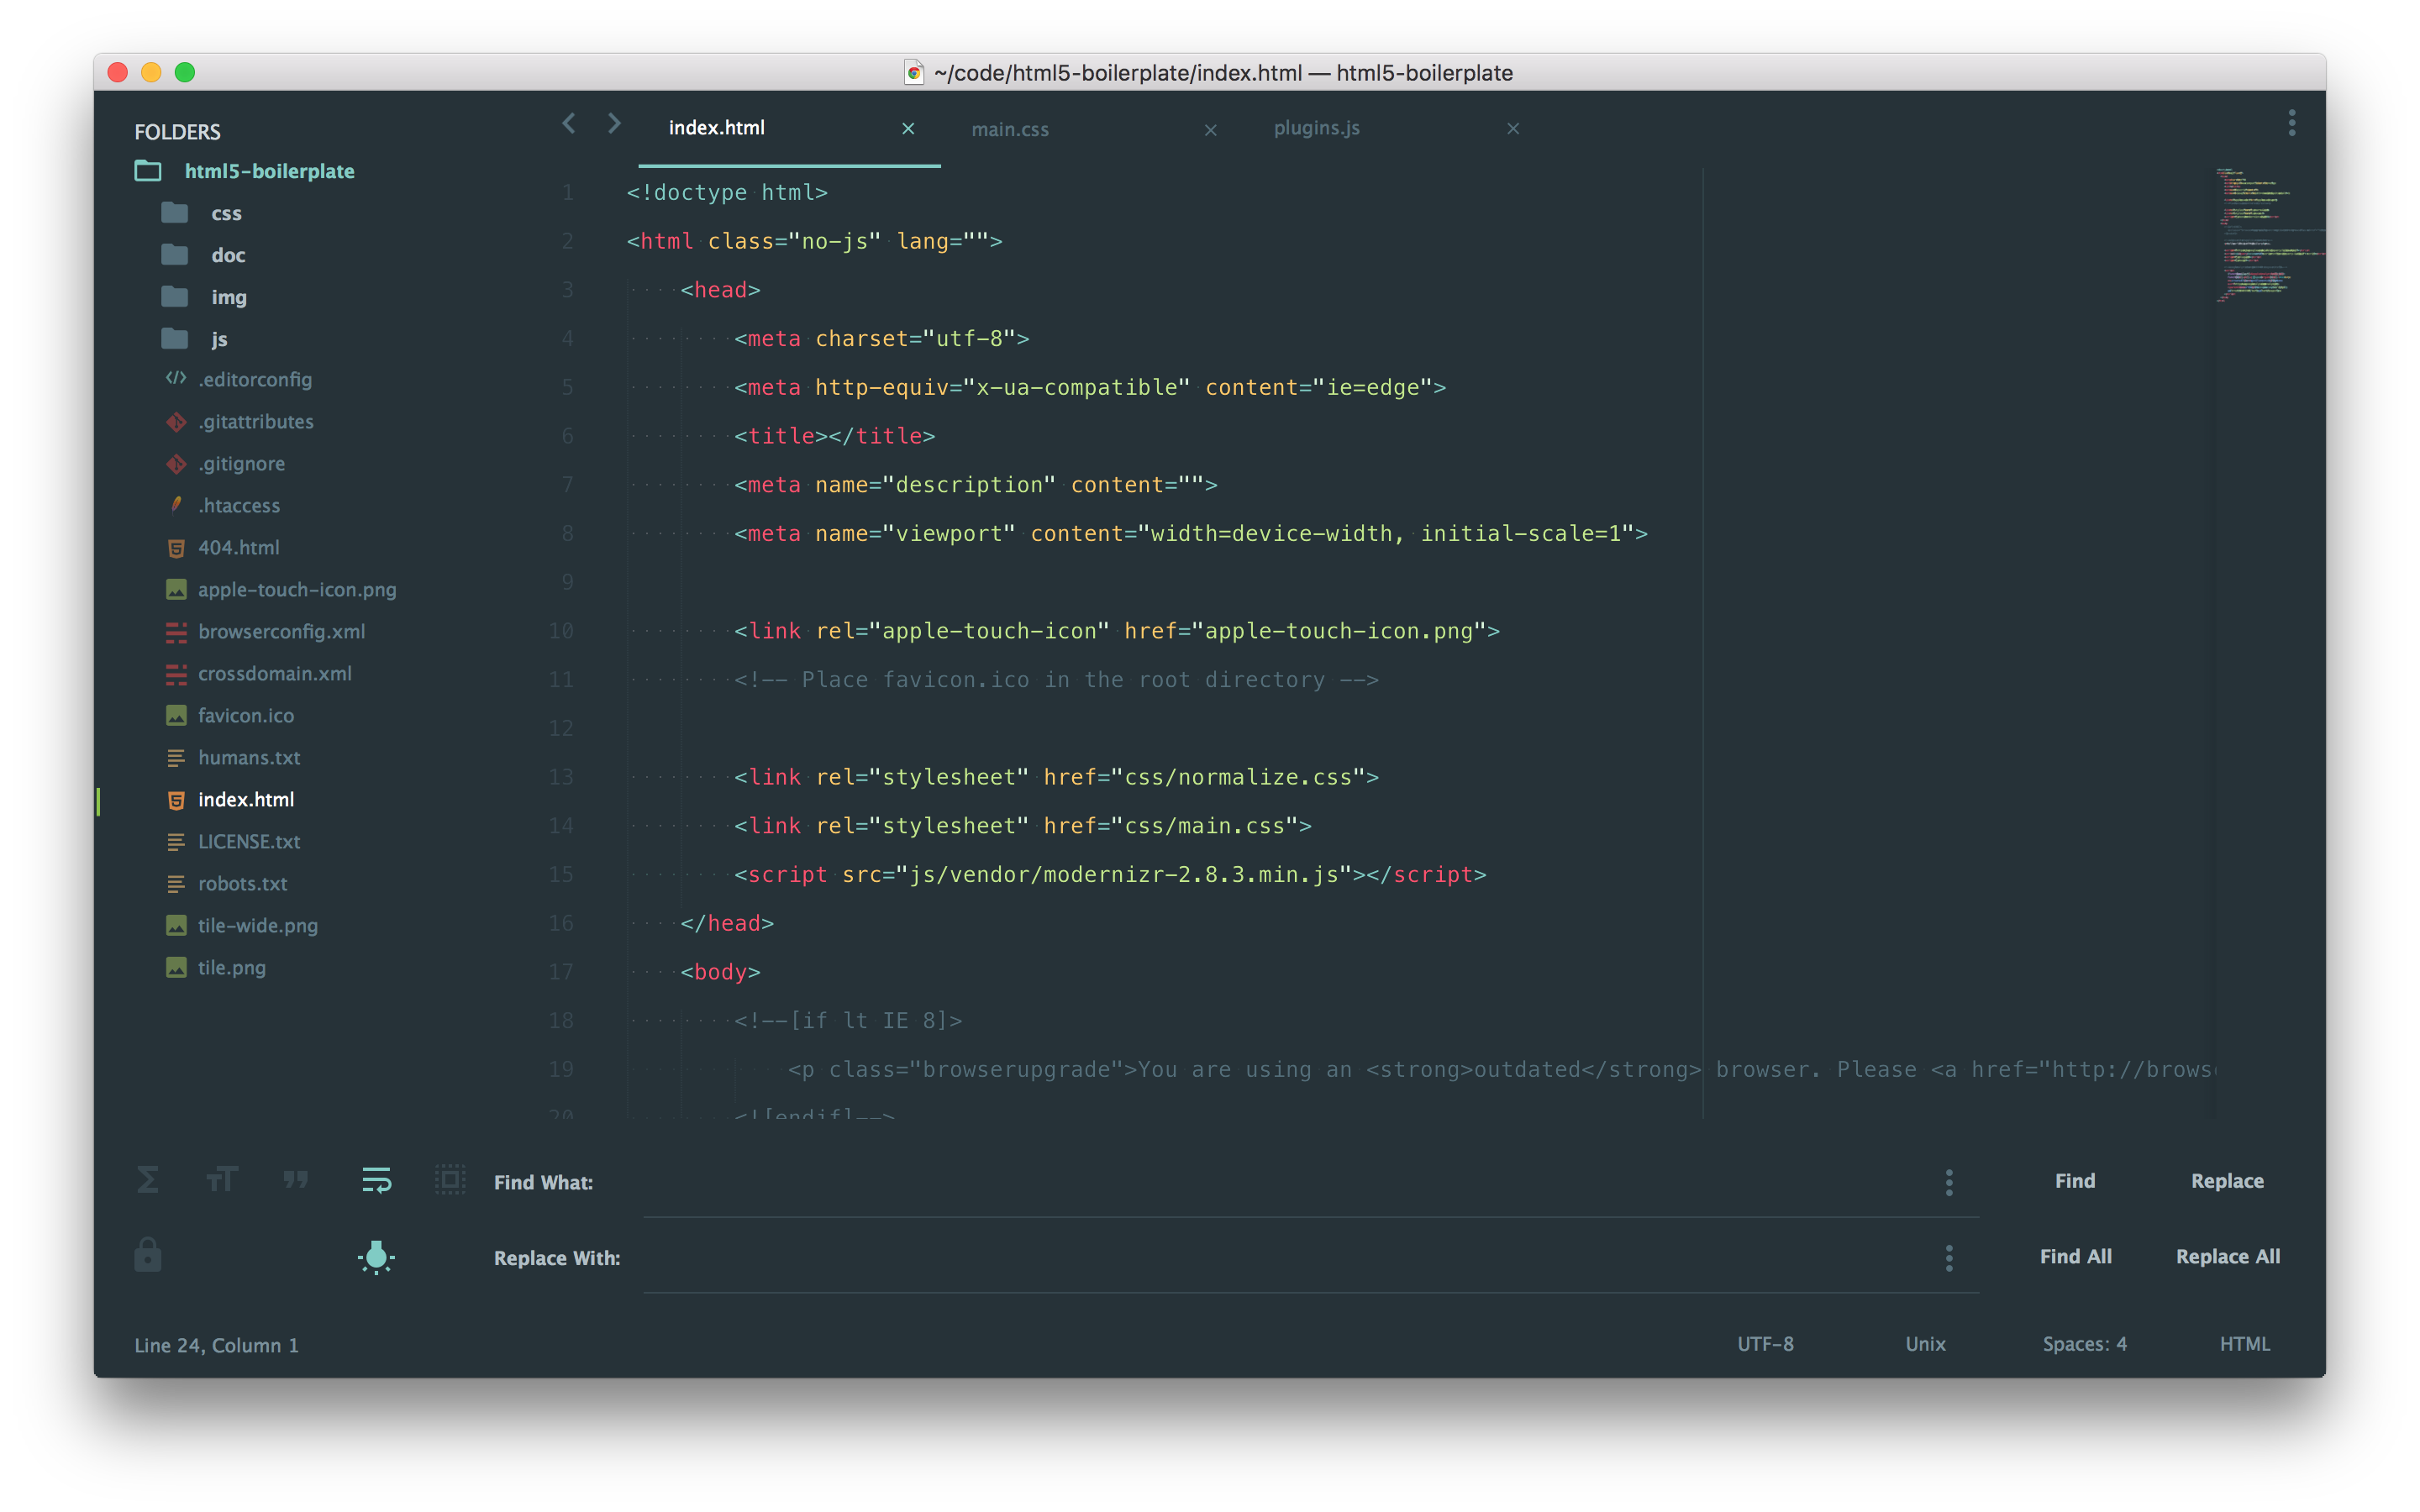 ~/code/html5-boilerplate/index.html — html5-boilerplate
FOLDERS
html5-boilerplate
css
doc
img
js
.editorconfig
.gitattributes
.gitignore
.htaccess
404.html
apple-touch-icon.png
browserconfig.xml
crossdomain.xml
favicon.ico
humans.txt
index.html
LICENSE.txt
robots.txt
tile-wide.png
tile.png
index.html × main.css × plugins.js ×
1 <!doctype html>
2 <html class="no-js" lang="">
3 <head>
4 <meta charset="utf-8">
5 <meta http-equiv="x-ua-compatible" content="ie=edge">
6 <title></title>
7 <meta name="description" content="">
8 <meta name="viewport" content="width=device-width, initial-scale=1">
9
10 <link rel="apple-touch-icon" href="apple-touch-icon.png">
11 <!-- Place favicon.ico in the root directory -->
12
13 <link rel="stylesheet" href="css/normalize.css">
14 <link rel="stylesheet" href="css/main.css">
15 <script src="js/vendor/modernizr-2.8.3.min.js"></script>
16 </head>
17 <body>
18 <!--[if lt IE 8]>
19 <p class="browserupgrade">You are using an <strong>outdated</strong> browser. Please <a href="http://brows
20 <![endif]-->
Find What: Find Replace
Replace With: Find All Replace All
Line 24, Column 1 UTF-8 Unix Spaces: 4 HTML